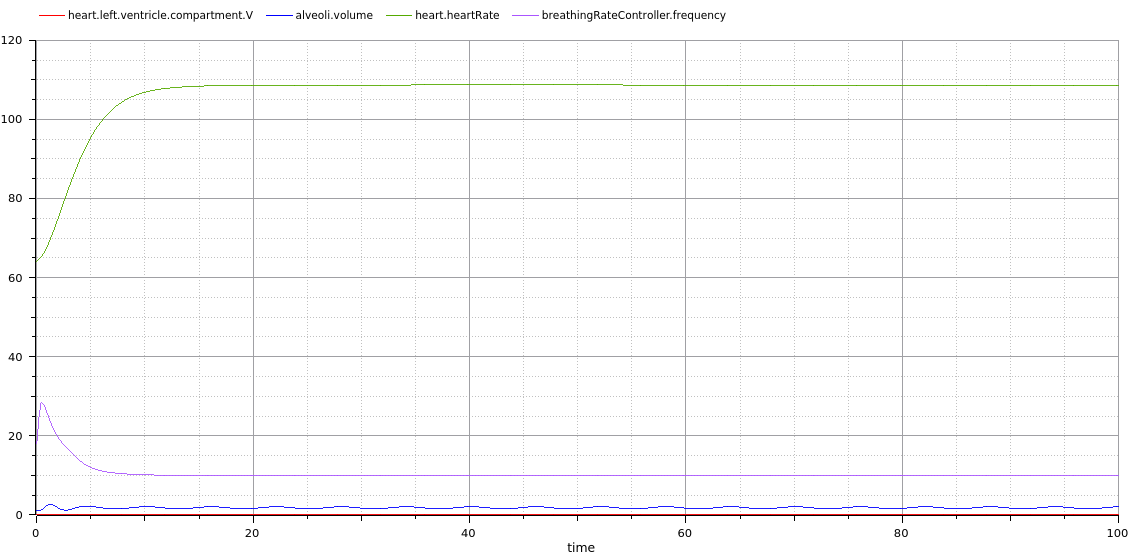 heart.left.ventricle.compartment.V alveoli.volume heart.heartRate breathingRateController.frequency
120
100
80
60
40
20
0
0 20 40 60 80 100
time